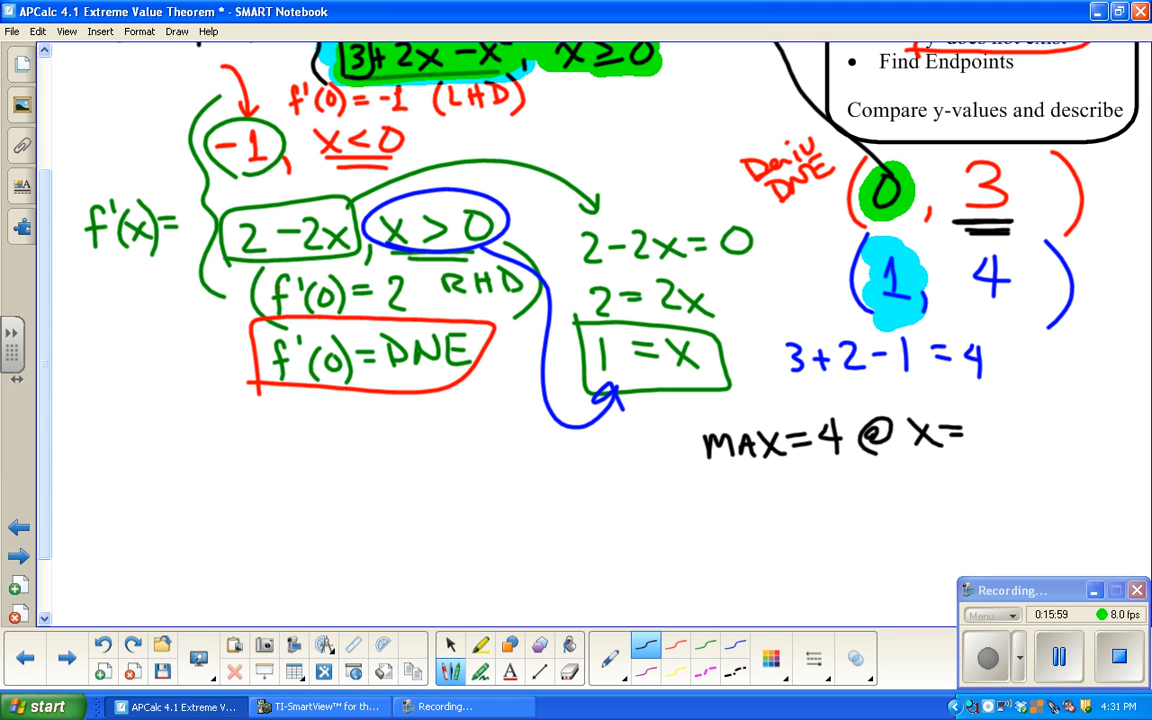 APCalc 4.1 Extreme Value Theorem * - SMART Notebook
File Edit View Insert Format Draw Tools Help
3 + 2x - x , x ≥ 0
y' does not exist
• Find Endpoints
Compare y-values and describe
f'(0) = -1 (LHD)
-1, x < 0
Deriv DNE
(0, 3)
f'(x) =
2 - 2x, x > 0
2 - 2x = 0
(1, 4)
(f'(0) = 2 RHD)
2 = 2x
f'(0) = DNE
1 = x
3 + 2 - 1 = 4
MAX = 4 @ x =
Recording...
Menu
0:15:59
8.0 fps
start
APCalc 4.1 Extreme V...
TI-SmartView™ for th...
Recording...
4:31 PM